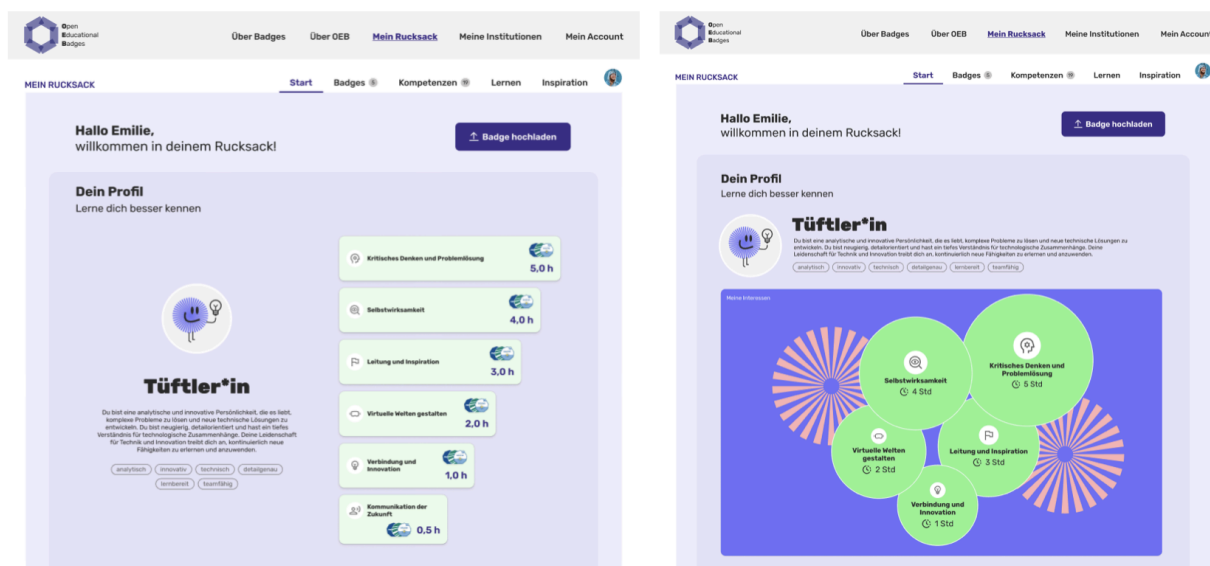 Open
Educational
Badges
Über Badges Über OEB Mein Rucksack Meine Institutionen Mein Account
MEIN RUCKSACK
Start Badges 5 Kompetenzen Lernen Inspiration
Hallo Emilie,
willkommen in deinem Rucksack!
Badge hochladen
Dein Profil
Lerne dich besser kennen
Tüftler*in
Du bist eine analytische und innovative Persönlichkeit, die es liebt,
komplexe Probleme zu lösen und neue technische Lösungen zu
entwickeln. Du bist neugierig, detailorientiert und hast ein tiefes
Verständnis für technologische Zusammenhänge. Deine Leidenschaft
für Technik und Innovation treibt dich an, kontinuierlich neue
Fähigkeiten zu erlernen und anzuwenden.
analytisch innovativ technisch detailgenau
lernbereit teamfähig
Kritisches Denken und Problemlösung
5,0 h
Selbstwirksamkeit
4,0 h
Leitung und Inspiration
3,0 h
Virtuelle Welten gestalten
2,0 h
Verbindung und
Innovation
1,0 h
Kommunikation der
Zukunft
0,5 h
Open
Educational
Badges
Über Badges Über OEB Mein Rucksack Meine Institutionen Mein Account
MEIN RUCKSACK
Start Badges 5 Kompetenzen Lernen Inspiration
Hallo Emilie,
willkommen in deinem Rucksack!
Badge hochladen
Dein Profil
Lerne dich besser kennen
Tüftler*in
Du bist eine analytische und innovative Persönlichkeit, die es liebt, komplexe Probleme zu lösen und neue technische Lösungen zu
entwickeln. Du bist neugierig, detailorientiert und hast ein tiefes Verständnis für technologische Zusammenhänge. Deine
Leidenschaft für Technik und Innovation treibt dich an, kontinuierlich neue Fähigkeiten zu erlernen und anzuwenden.
analytisch innovativ technisch detailgenau lernbereit teamfähig
Meine Interessen
Kritisches Denken und
Problemlösung
5 Std
Selbstwirksamkeit
4 Std
Virtuelle Welten
gestalten
2 Std
Leitung und Inspiration
3 Std
Verbindung und
Innovation
1 Std